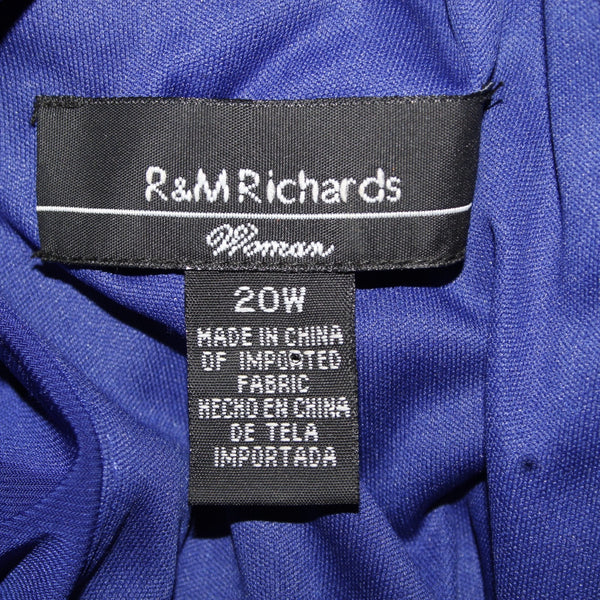 R&M Richards
Woman
20W
MADE IN CHINA
OF IMPORTED
FABRIC
HECHO EN CHINA
DE TELA
IMPORTADA